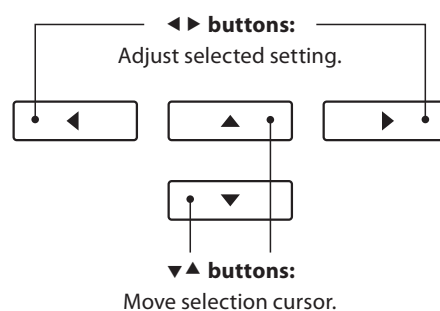 ◀▶ buttons:
Adjust selected setting.
▼▲ buttons:
Move selection cursor.